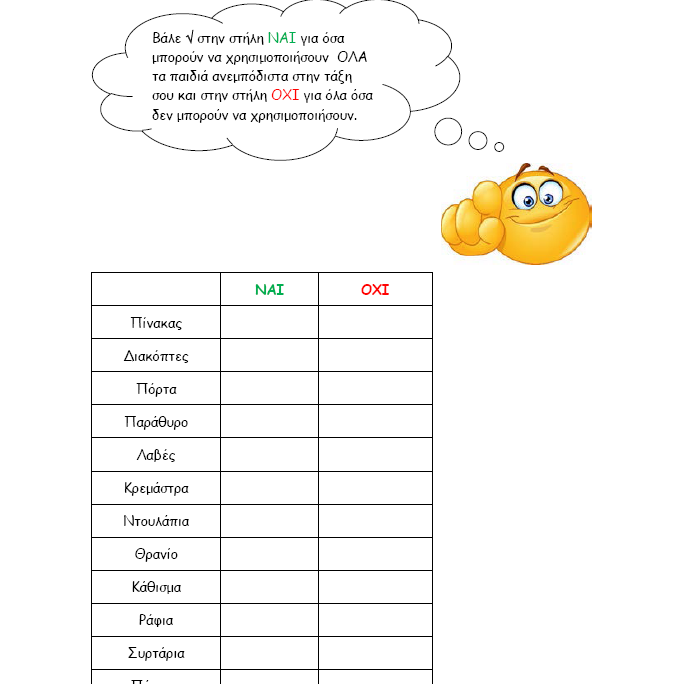 Βάλε √ στην στήλη ΝΑΙ για όσα
μπορούν να χρησιμοποιήσουν ΟΛΑ
τα παιδιά ανεμπόδιστα στην τάξη
σου και στην στήλη ΟΧΙ για όλα όσα
δεν μπορούν να χρησιμοποιήσουν.
ΝΑΙ ΟΧΙ
Πίνακας
Διακόπτες
Πόρτα
Παράθυρο
Λαβές
Κρεμάστρα
Ντουλάπια
Θρανίο
Κάθισμα
Ράφια
Συρτάρια